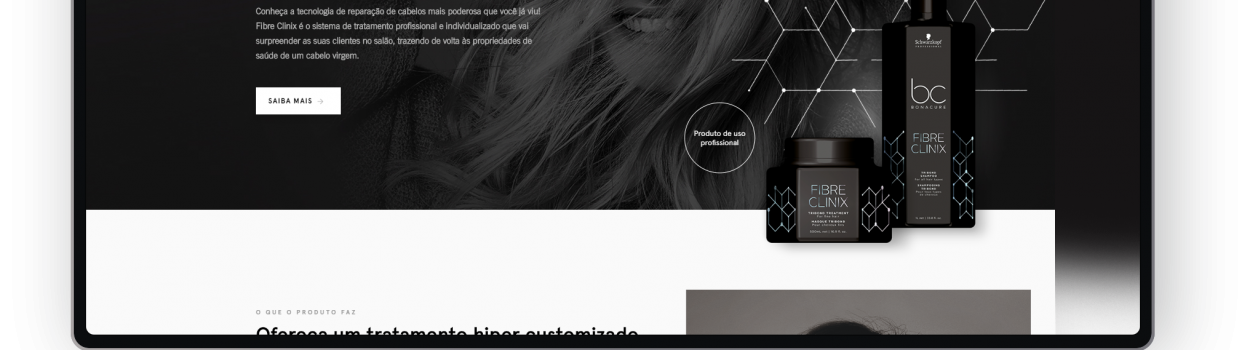 Conheça a tecnologia de reparação de cabelos mais poderosa que você já viu!
Fibre Clinix é o sistema de tratamento profissional e individualizado que vai
surpreender as suas clientes no salão, trazendo de volta às propriedades de
saúde de um cabelo virgem.
SAIBA MAIS →
Produto de uso
profissional
Schwarzkopf
PROFESSIONAL
bc
BONACURE
FIBRE
CLINIX
FIBRE
CLINIX
TRIBOND TREATMENT
O QUE O PRODUTO FAZ
Ofereça um tratamento hiper customizado